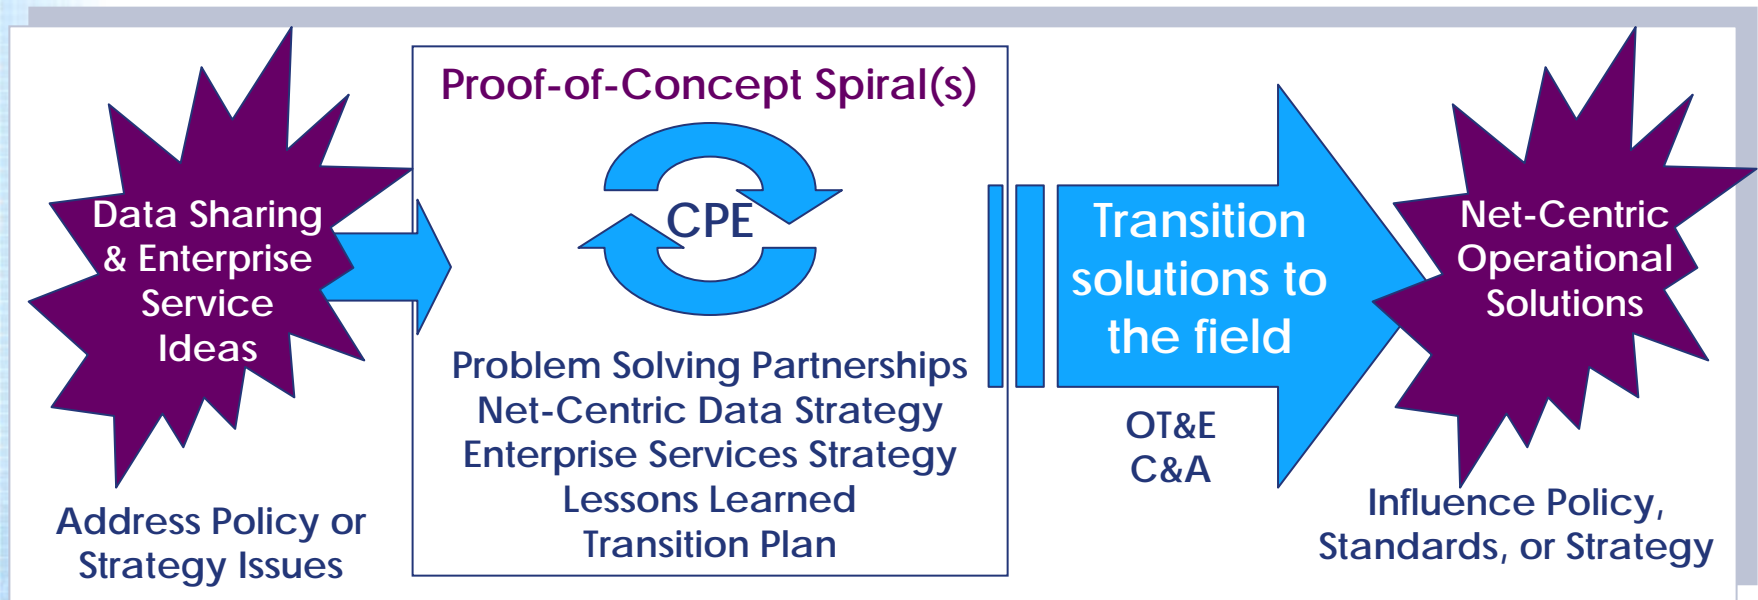 Data Sharing
& Enterprise
Service
Ideas
Address Policy or
Strategy Issues
Proof-of-Concept Spiral(s)
CPE
Problem Solving Partnerships
Net-Centric Data Strategy
Enterprise Services Strategy
Lessons Learned
Transition Plan
Transition
solutions to
the field
OT&E
C&A
Net-Centric
Operational
Solutions
Influence Policy,
Standards, or Strategy